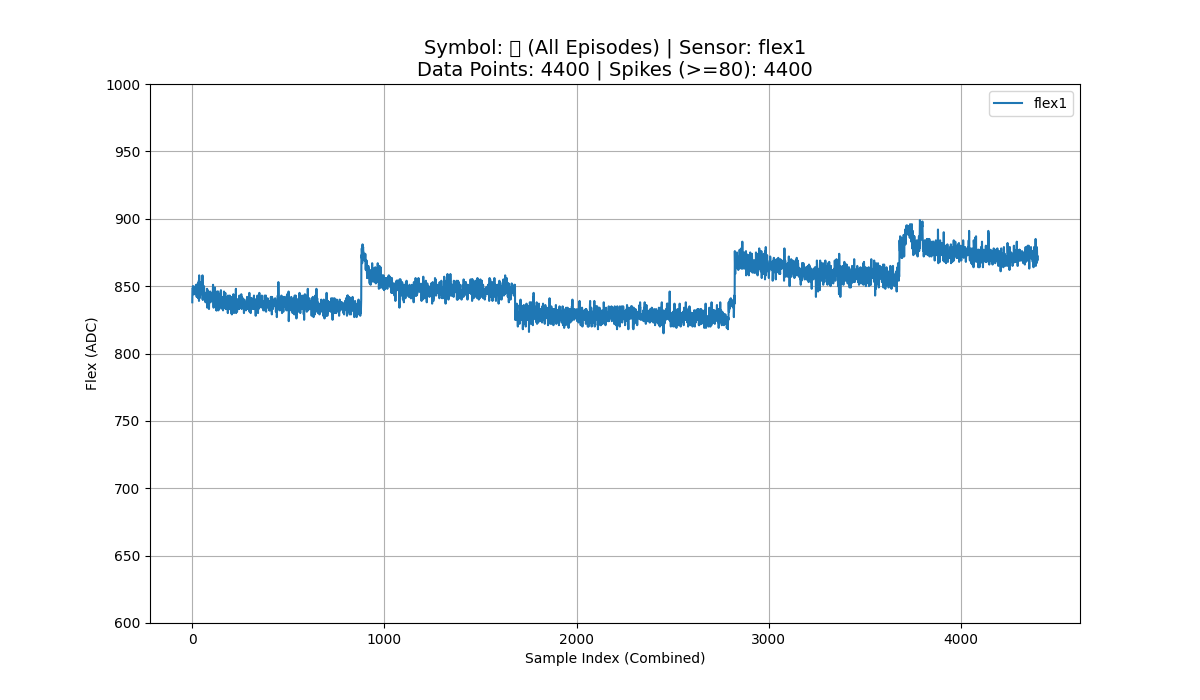 Symbol: (All Episodes) | Sensor: flex1
Data Points: 4400 | Spikes (>=80): 4400
flex1
1000
950
900
850
800
750
700
650
600
Flex (ADC)
0 1000 2000 3000 4000
Sample Index (Combined)